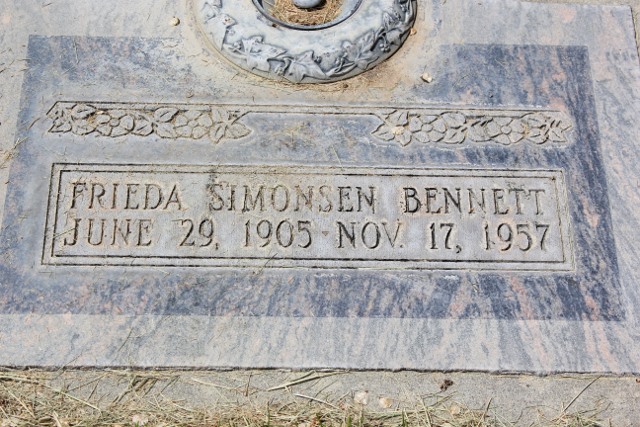 FRIEDA SIMONSEN BENNETT
JUNE 29, 1905 · NOV. 17, 1957